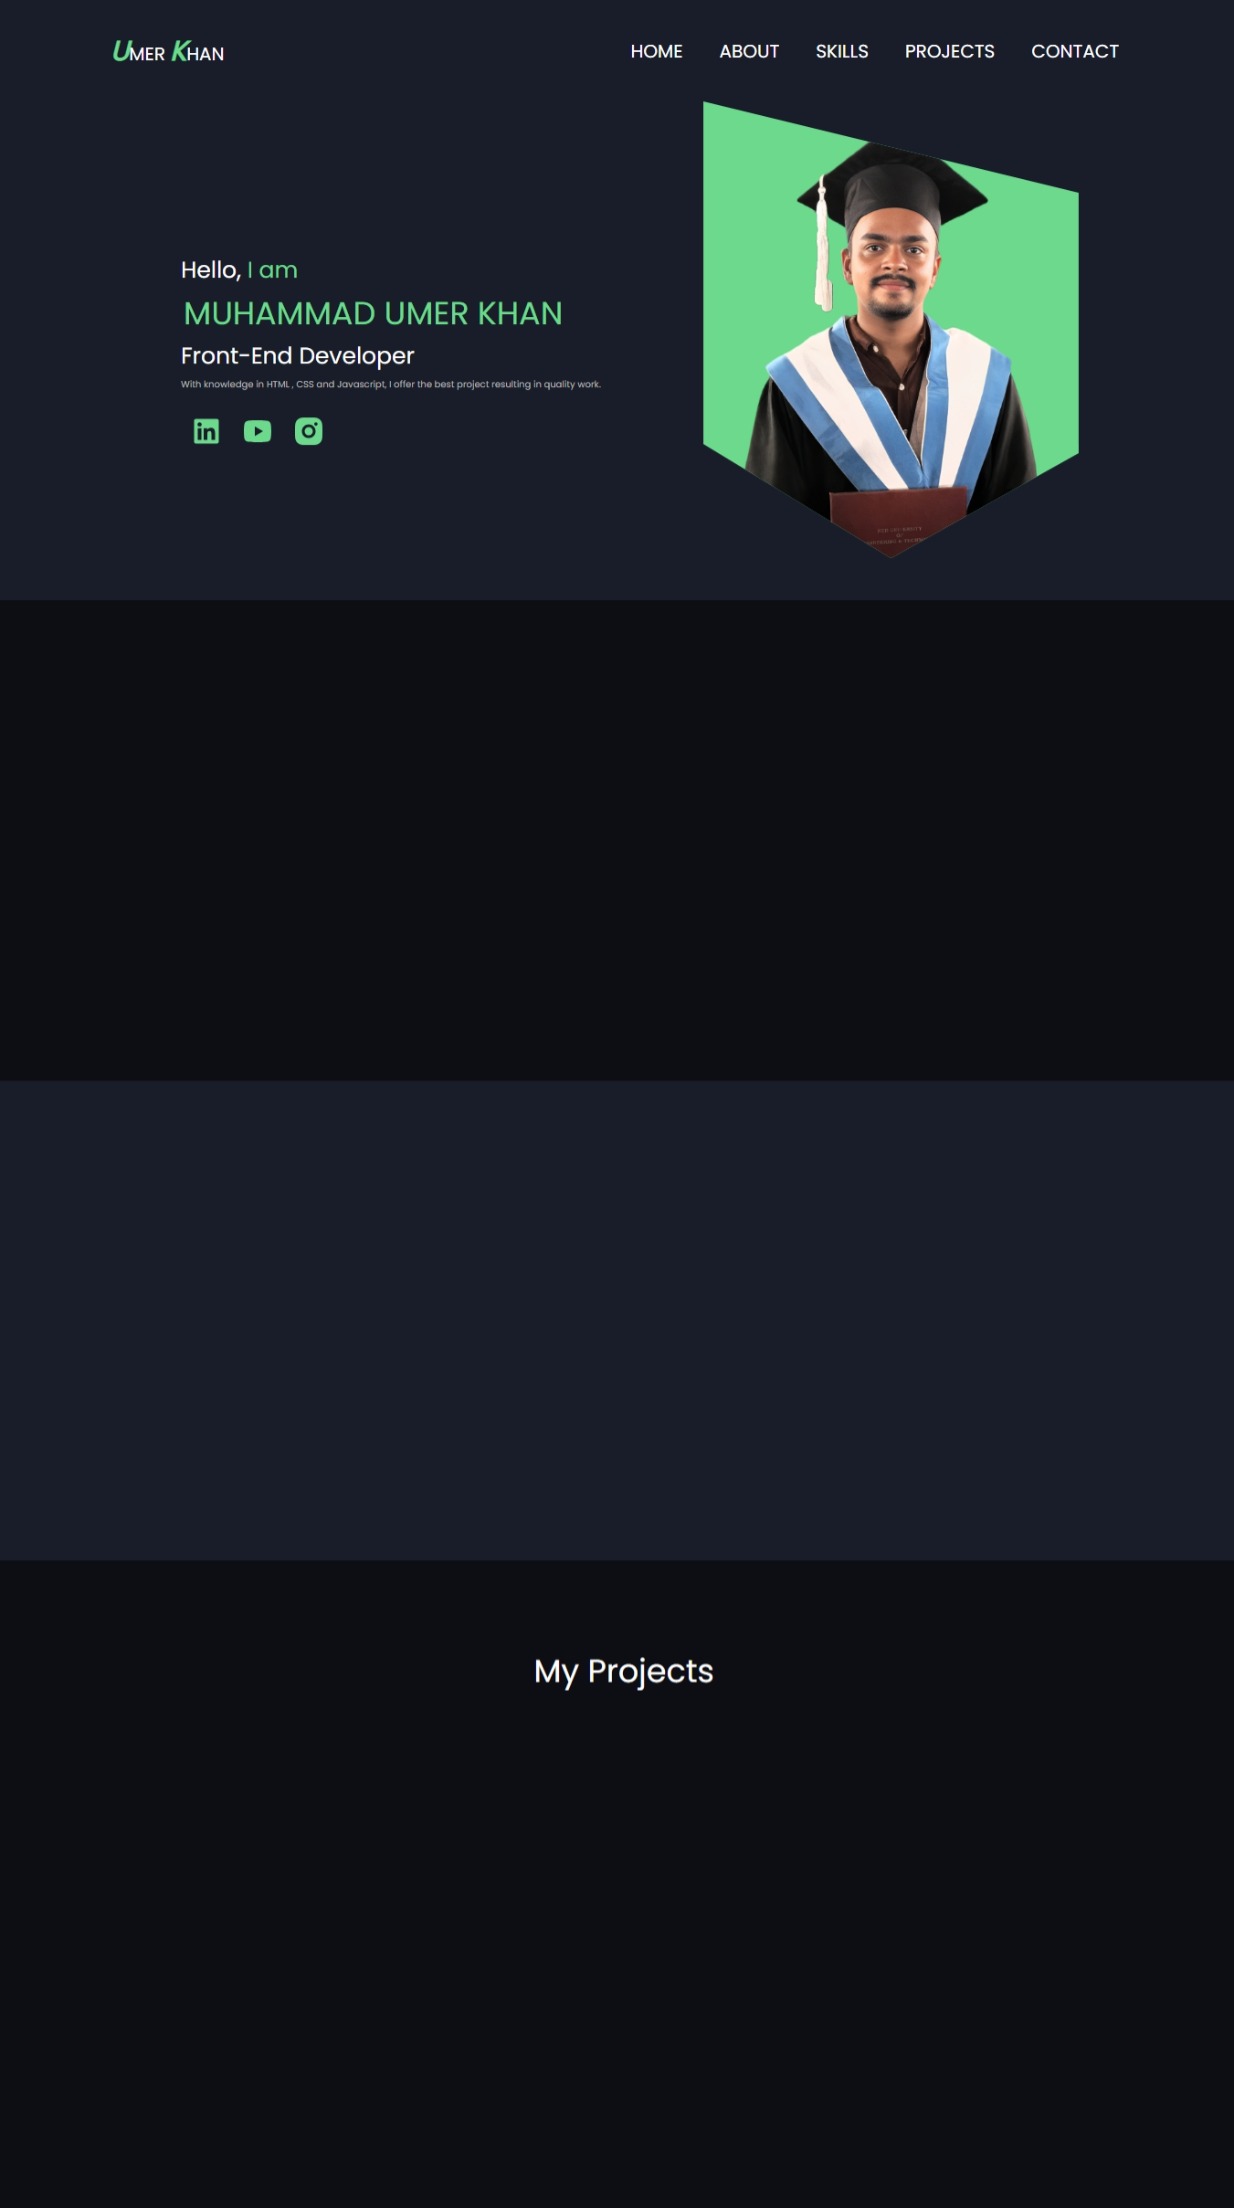 UMER KHAN
HOME ABOUT SKILLS PROJECTS CONTACT
Hello, I am
MUHAMMAD UMER KHAN
Front-End Developer
With knowledge in HTML , CSS and Javascript, I offer the best project resulting in quality work.
in
My Projects